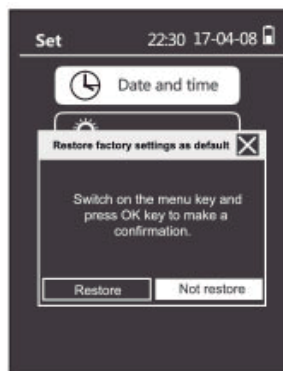 Set 22:30 17-04-08
Date and time
Restore factory settings as default
Switch on the menu key and
press OK key to make a
confirmation.
Restore Not restore